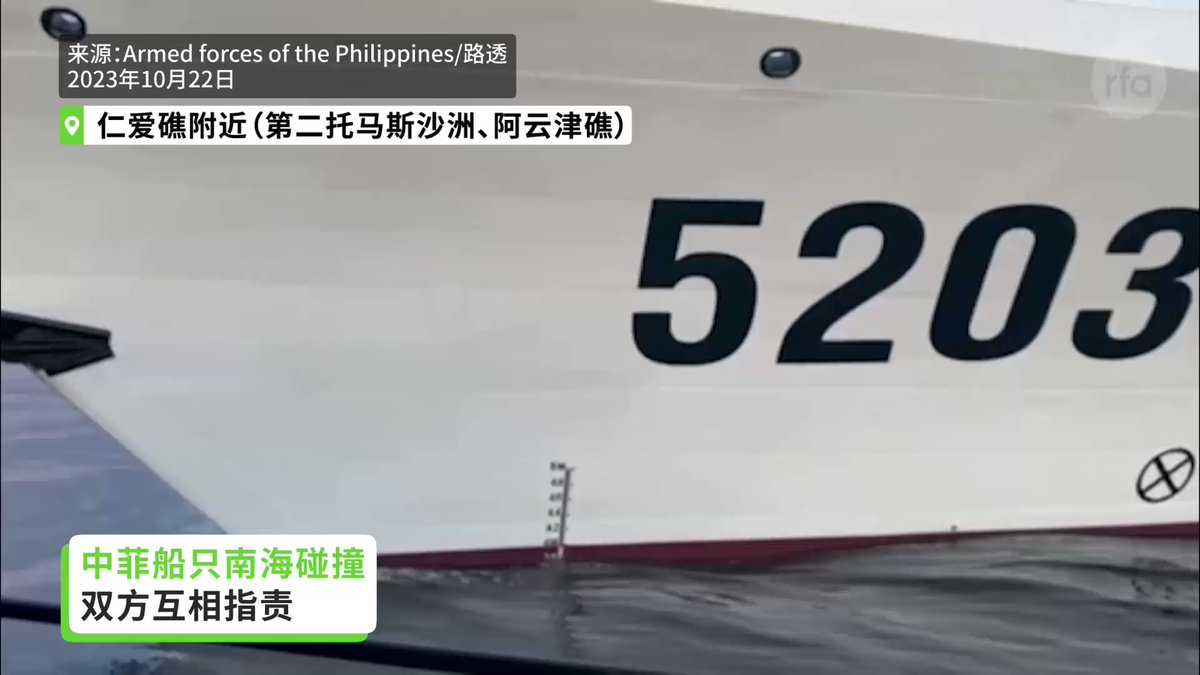 来源：Armed forces of the Philippines/路透
2023年10月22日
rfa
仁爱礁附近（第二托马斯沙洲、阿云津礁）
5203
中菲船只南海碰撞
双方互相指责